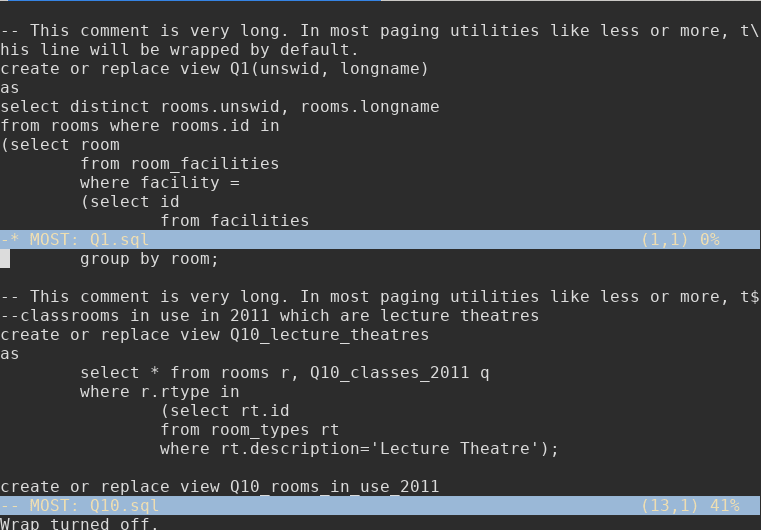 -- This comment is very long. In most paging utilities like less or more, t\
his line will be wrapped by default.
create or replace view Q1(unswid, longname)
as
select distinct rooms.unswid, rooms.longname
from rooms where rooms.id in
(select room
        from room_facilities
        where facility =
        (select id
                from facilities
-* MOST: Q1.sql                                                 (1,1) 0%
        group by room;

-- This comment is very long. In most paging utilities like less or more, t$
--classrooms in use in 2011 which are lecture theatres
create or replace view Q10_lecture_theatres
as
        select * from rooms r, Q10_classes_2011 q
        where r.rtype in
                (select rt.id
                from room_types rt
                where rt.description='Lecture Theatre');

create or replace view Q10_rooms_in_use_2011
-- MOST: Q10.sql                                                (13,1) 41%
Wrap turned off.